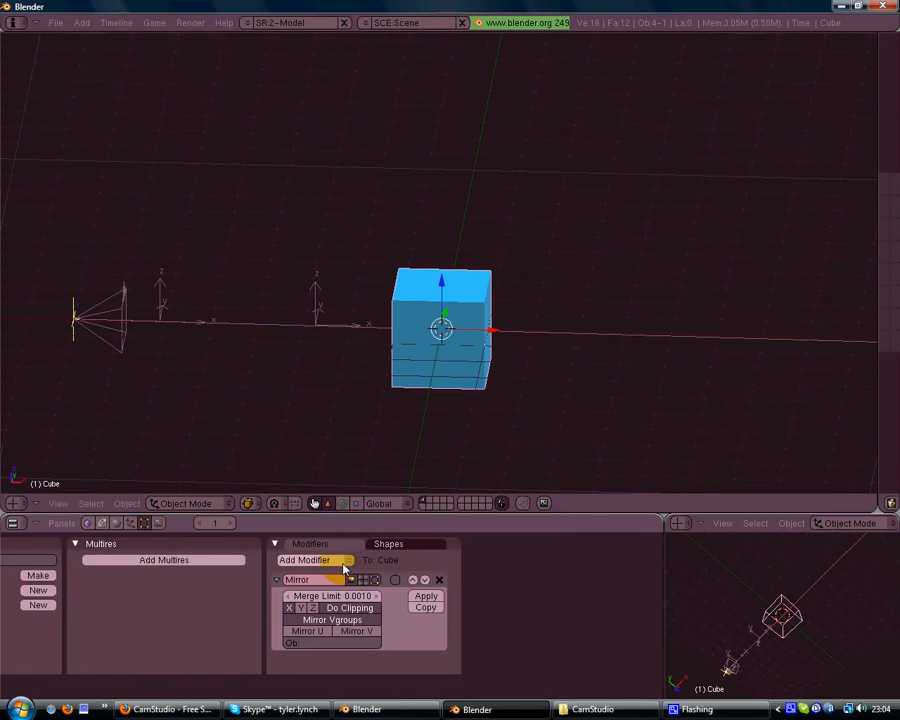 Blender
Add Timeline Game Render Help SR:2-Model SCE:Scene www.blender.org 249 Ve:16 | Fa:12 | Ob:4-1 | La:0 | Mem:3.05M (0.50M) | Time: | Cube
File
z z
y y
x x
(1) Cube
View Select Object Object Mode Global
Panels 1 View Select Object Object Mode
Multires Modifiers Shapes
Add Multires Add Modifier To: Cube
Make
New
New
Mirror
Merge Limit: 0.0010 Apply
X Y Z Do Clipping Copy
Mirror Vgroups
Mirror U Mirror V
Ob:
(1) Cube
CamStudio - Free S... Skype™ - tyler.lynch Blender Blender CamStudio Flashing 23:04